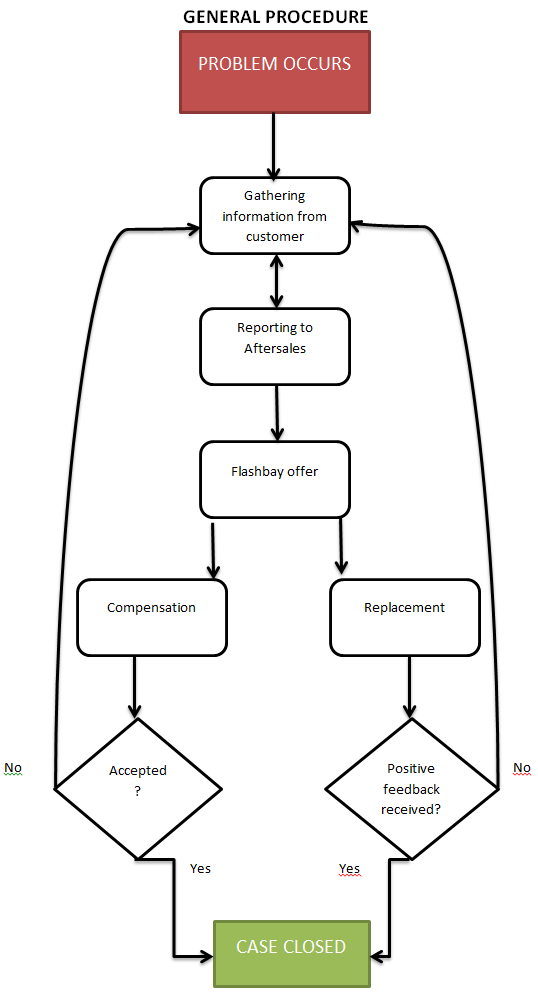 GENERAL PROCEDURE
PROBLEM OCCURS
Gathering
information from
customer
Reporting to
Aftersales
Flashbay offer
Compensation
Replacement
No
Accepted
?
Positive
feedback
received?
No
Yes
Yes
CASE CLOSED